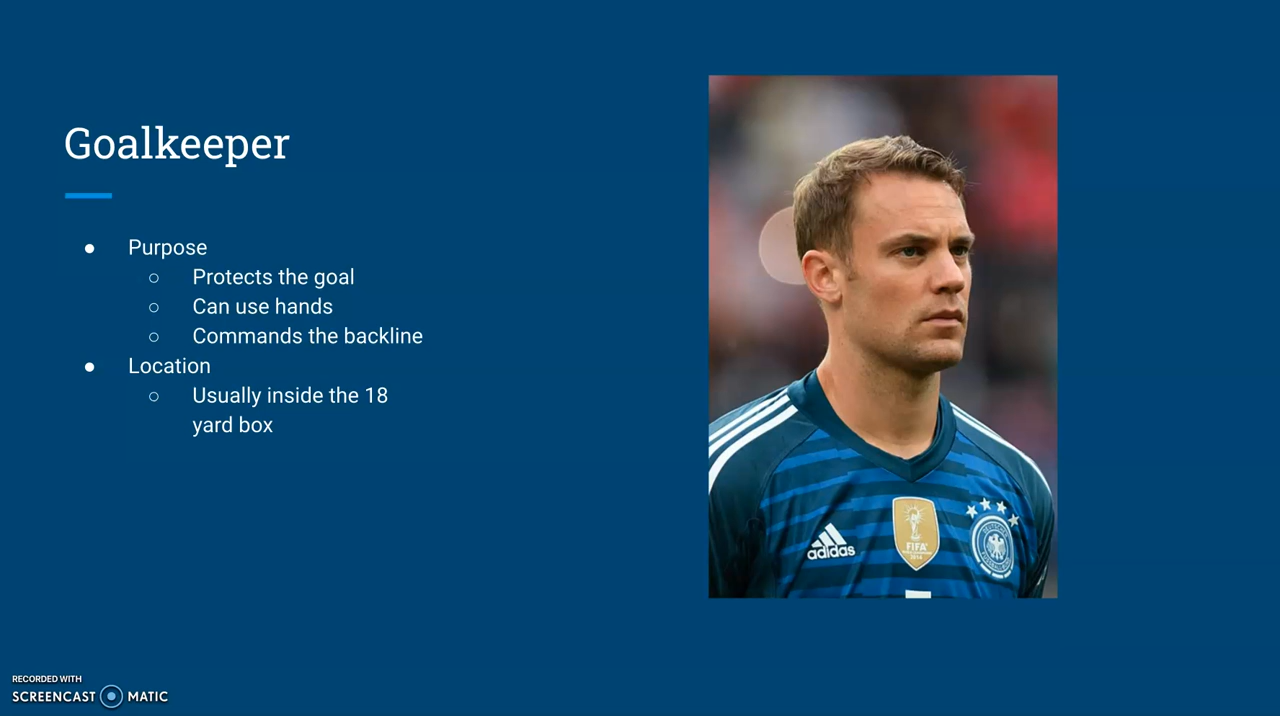 Goalkeeper
● Purpose
○ Protects the goal
○ Can use hands
○ Commands the backline
● Location
○ Usually inside the 18
yard box
adidas
FIFA
RECORDED WITH
SCREENCAST MATIC